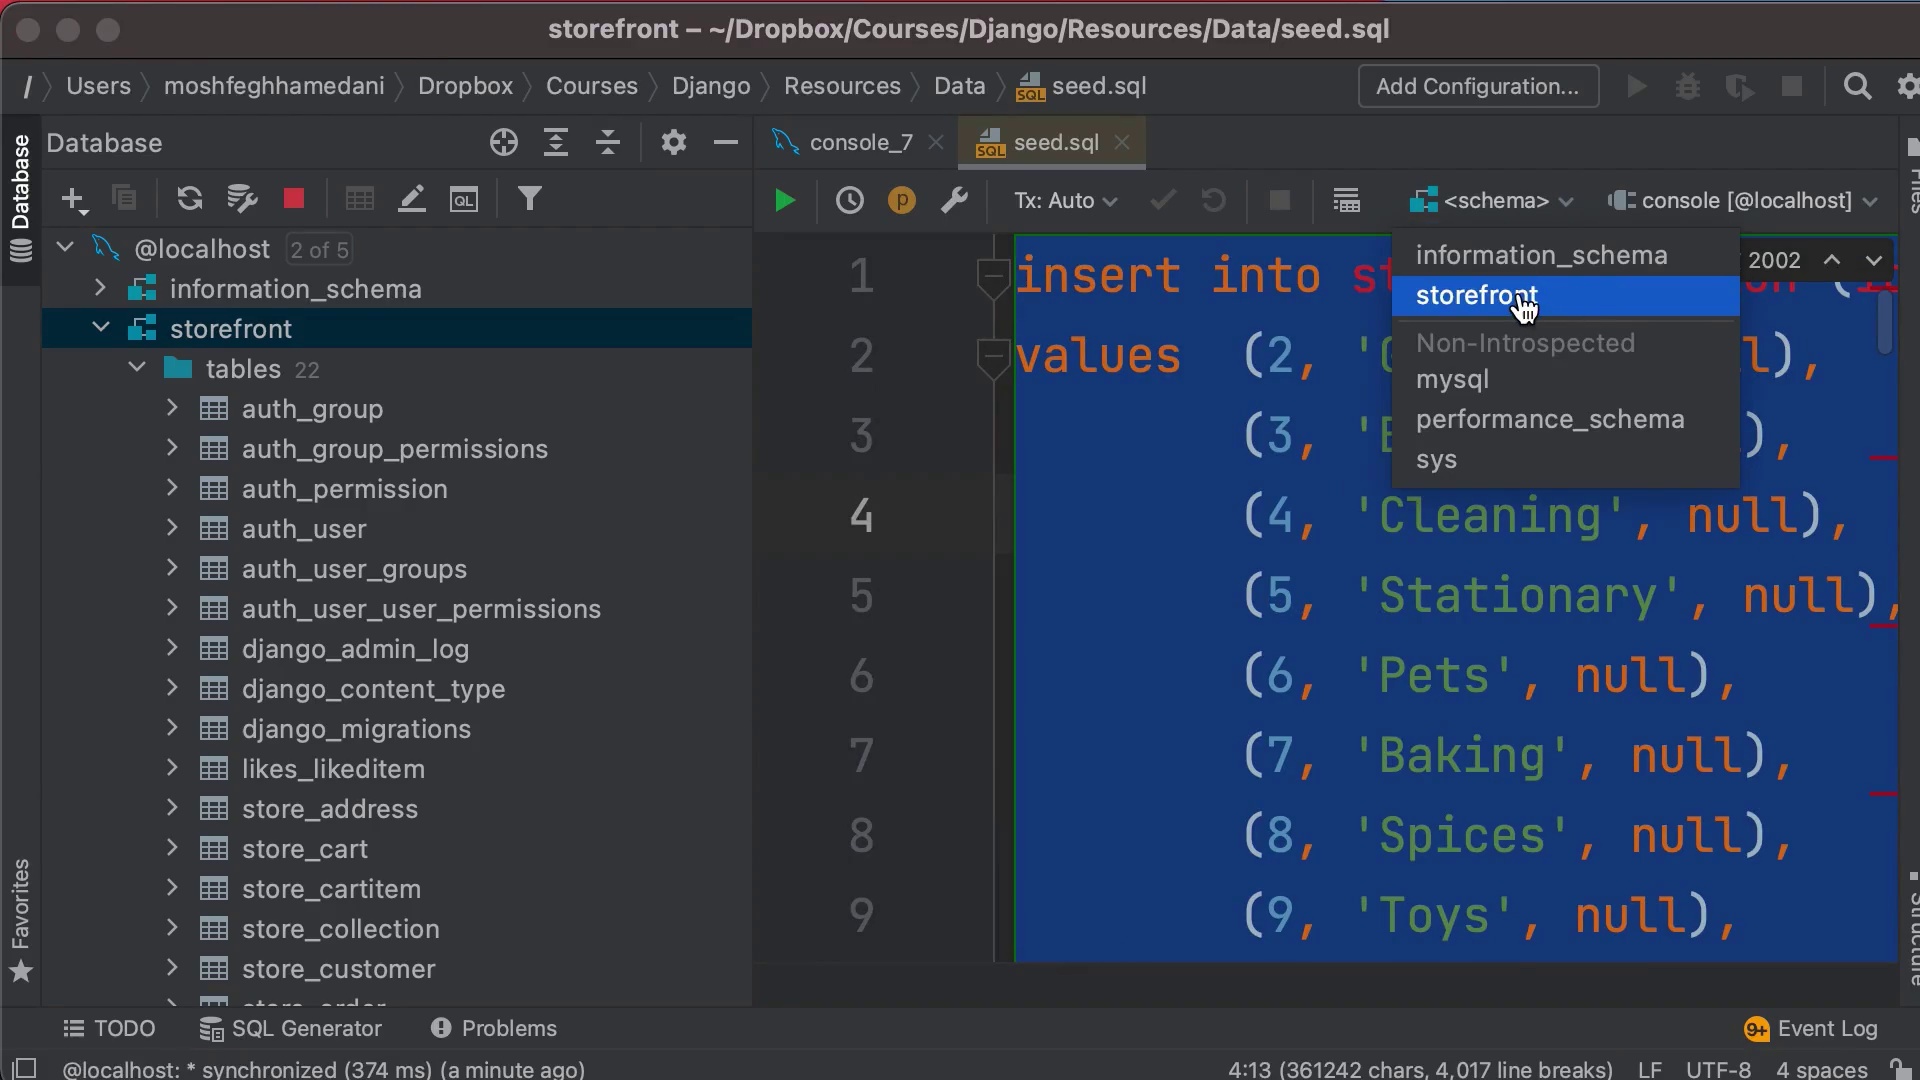 storefront – ~/Dropbox/Courses/Django/Resources/Data/seed.sql
/ Users moshfeghhamedani Dropbox Courses Django Resources Data seed.sql Add Configuration...
Database Database console_7 seed.sql Files
Tx: Auto <schema> console [@localhost]
@localhost 2 of 5
information_schema
storefront
tables 22
auth_group
auth_group_permissions
auth_permission
auth_user
auth_user_groups
auth_user_user_permissions
django_admin_log
django_content_type
django_migrations
likes_likeditem
store_address
store_cart
store_cartitem
store_collection
store_customer
information_schema
storefront
Non-Introspected
mysql
performance_schema
sys
2002
1 insert into
2 values (2, '
3 (3, '
4 (4, 'Cleaning', null),
5 (5, 'Stationary', null),
6 (6, 'Pets', null),
7 (7, 'Baking', null),
8 (8, 'Spices', null),
9 (9, 'Toys', null),
Favorites
Structure
TODO SQL Generator Problems 9+ Event Log
@localhost: * synchronized (374 ms) (a minute ago) 4:13 (361242 chars, 4,017 line breaks) LF UTF-8 4 spaces